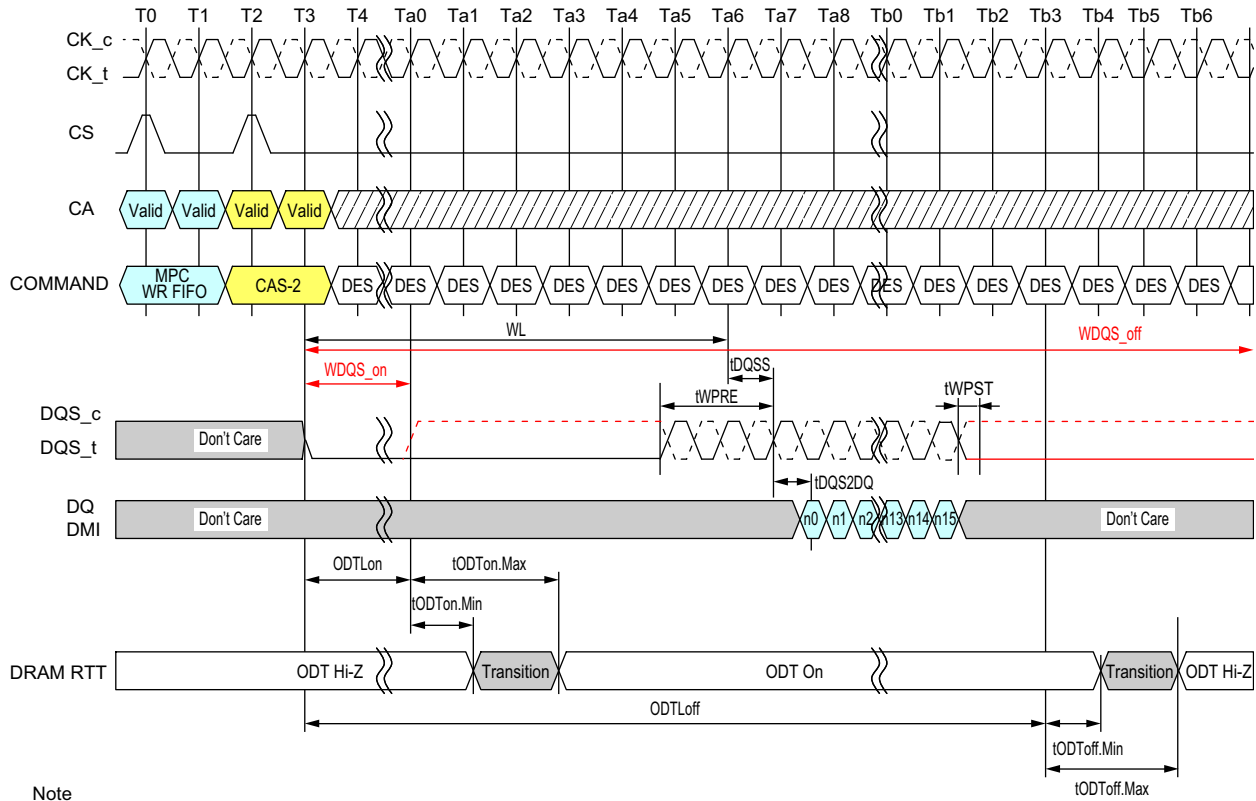 T0 T1 T2 T3 T4 Ta0 Ta1 Ta2 Ta3 Ta4 Ta5 Ta6 Ta7 Ta8 Tb0 Tb1 Tb2 Tb3 Tb4 Tb5 Tb6
CK_c
CK_t
CS
CA Valid Valid Valid Valid
COMMAND MPC WR FIFO CAS-2 DES DES DES DES DES DES DES DES DES DES DES DES DES DES DES DES DES
WL
WDQS_off
WDQS_on
tDQSS
tWPRE
tWPST
DQS_c
DQS_t
Don't Care
tDQS2DQ
DQ
DMI
Don't Care n0 n1 n2 n13 n14 n15 Don't Care
ODTLon
tODTon.Max
tODTon.Min
DRAM RTT ODT Hi-Z Transition ODT On Transition ODT Hi-Z
ODTLoff
tODToff.Min
tODToff.Max
Note